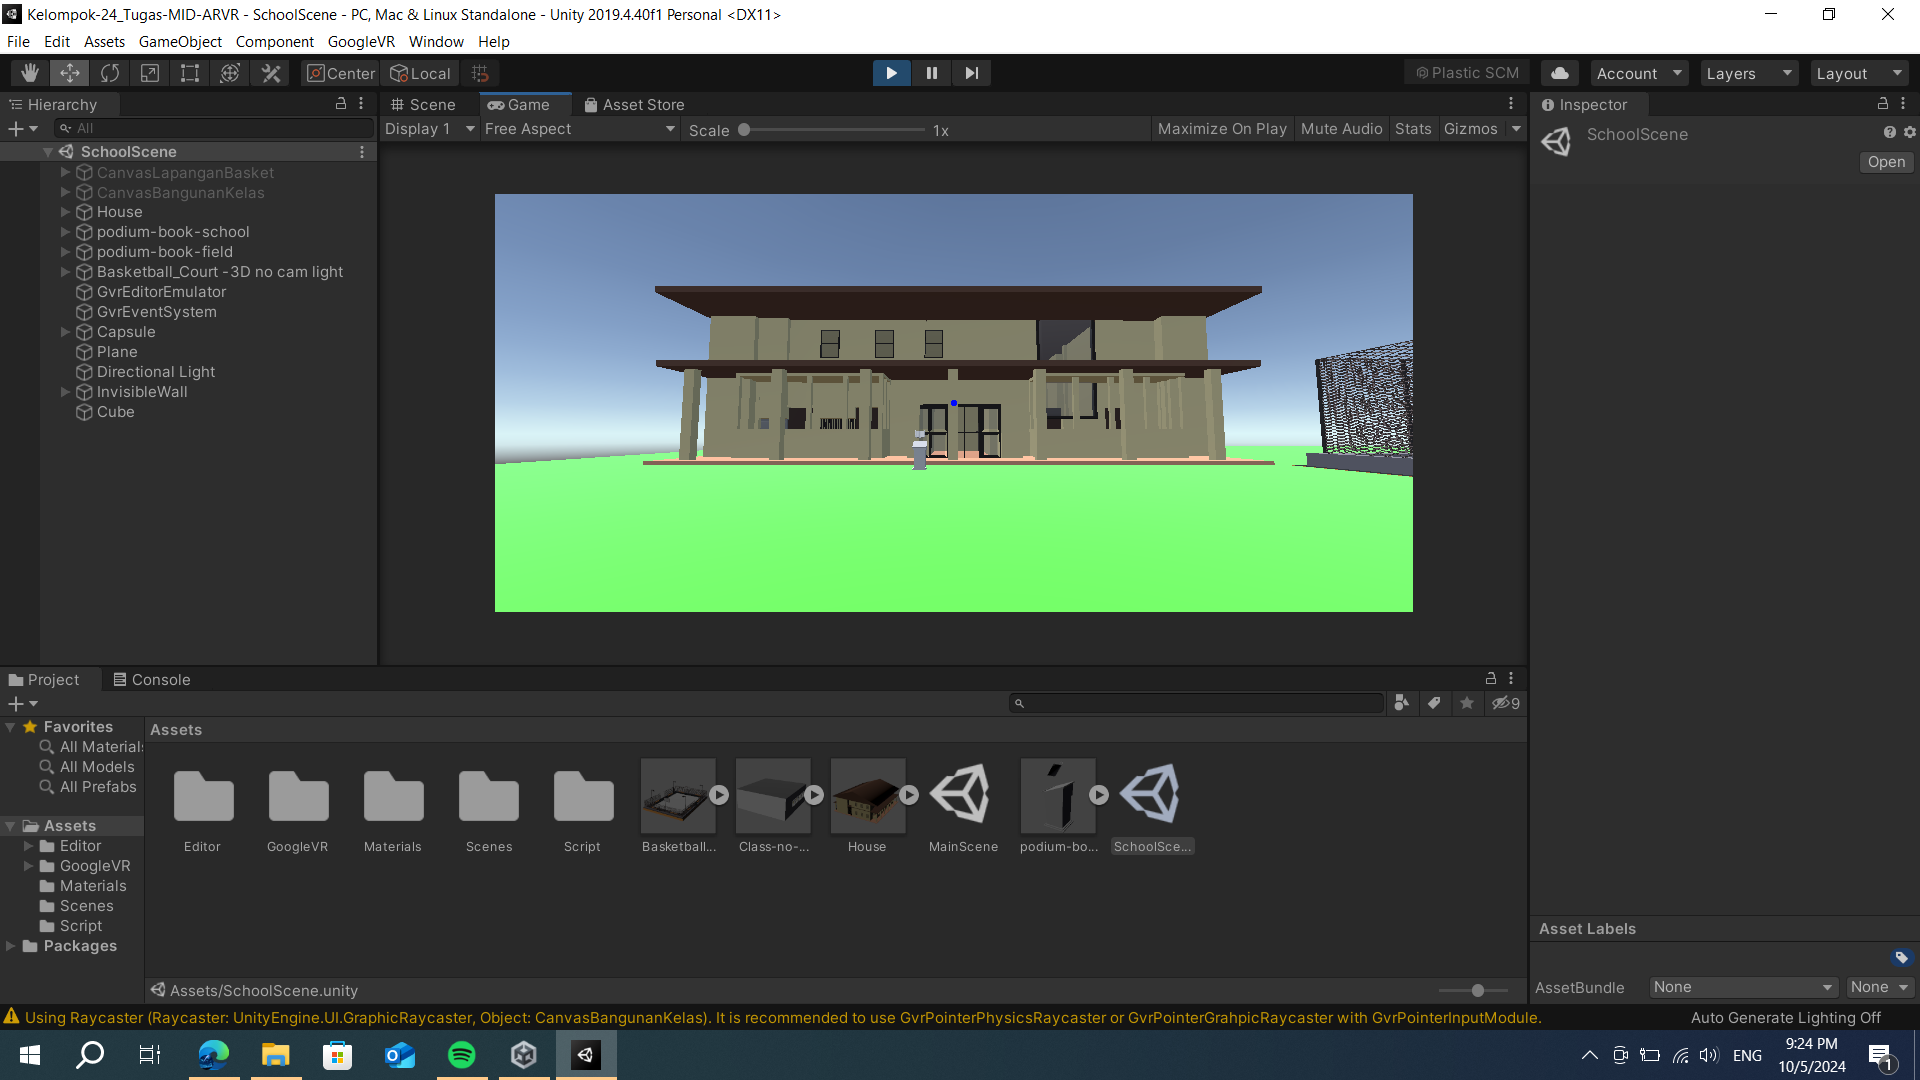 Kelompok-24_Tugas-MID-ARVR - SchoolScene - PC, Mac & Linux Standalone - Unity 2019.4.40f1 Personal <DX11>
File Edit Assets GameObject Component GoogleVR Window Help
Center Local Plastic SCM Account Layers Layout
Hierarchy
All
SchoolScene
CanvasLapanganBasket
CanvasBangunanKelas
House
podium-book-school
podium-book-field
Basketball_Court -3D no cam light
GvrEditorEmulator
GvrEventSystem
Capsule
Plane
Directional Light
InvisibleWall
Cube
Scene Game Asset Store
Display 1 Free Aspect Scale 1x Maximize On Play Mute Audio Stats Gizmos
Inspector
SchoolScene
Open
Project Console
9
Favorites
All Materials
All Models
All Prefabs
Assets
Editor
GoogleVR
Materials
Scenes
Script
Packages
Assets
Editor GoogleVR Materials Scenes Script Basketball... Class-no-... House MainScene podium-bo... SchoolSce...
Assets/SchoolScene.unity
Asset Labels
AssetBundle None None
Using Raycaster (Raycaster: UnityEngine.UI.GraphicRaycaster, Object: CanvasBangunanKelas). It is recommended to use GvrPointerPhysicsRaycaster or GvrPointerGrahpicRaycaster with GvrPointerInputModule.
Auto Generate Lighting Off
ENG
9:24 PM
10/5/2024
1